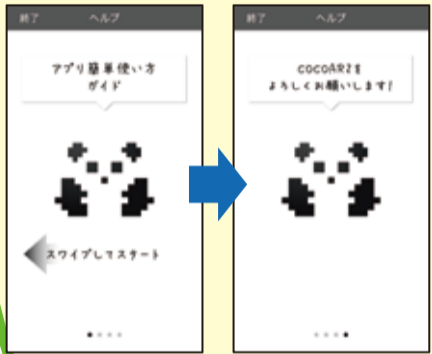 終了 ヘルプ
アプリ簡単使い方
ガイド
スワイプしてスタート
終了 ヘルプ
COCOAR2を
よろしくお願いします!